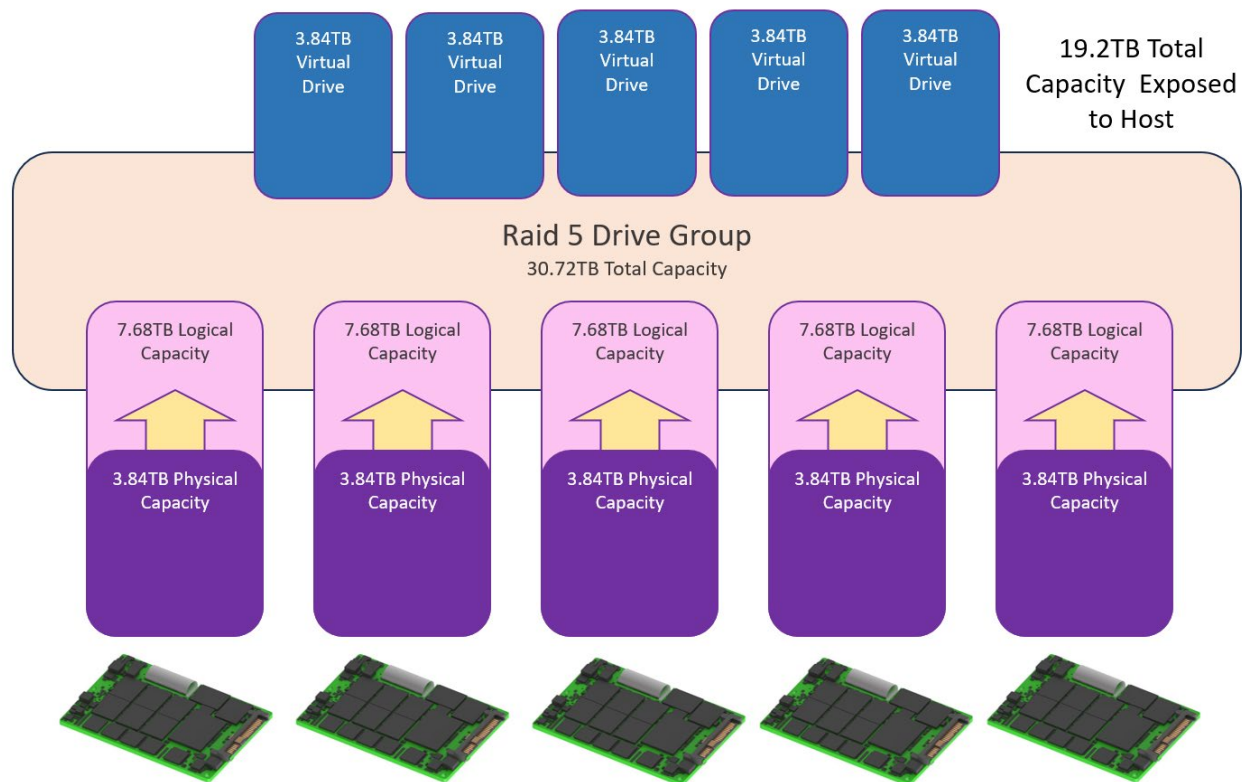 3.84TB
Virtual
Drive
3.84TB
Virtual
Drive
3.84TB
Virtual
Drive
3.84TB
Virtual
Drive
3.84TB
Virtual
Drive
19.2TB Total
Capacity Exposed
to Host
Raid 5 Drive Group
30.72TB Total Capacity
7.68TB Logical
Capacity
7.68TB Logical
Capacity
7.68TB Logical
Capacity
7.68TB Logical
Capacity
7.68TB Logical
Capacity
3.84TB Physical
Capacity
3.84TB Physical
Capacity
3.84TB Physical
Capacity
3.84TB Physical
Capacity
3.84TB Physical
Capacity